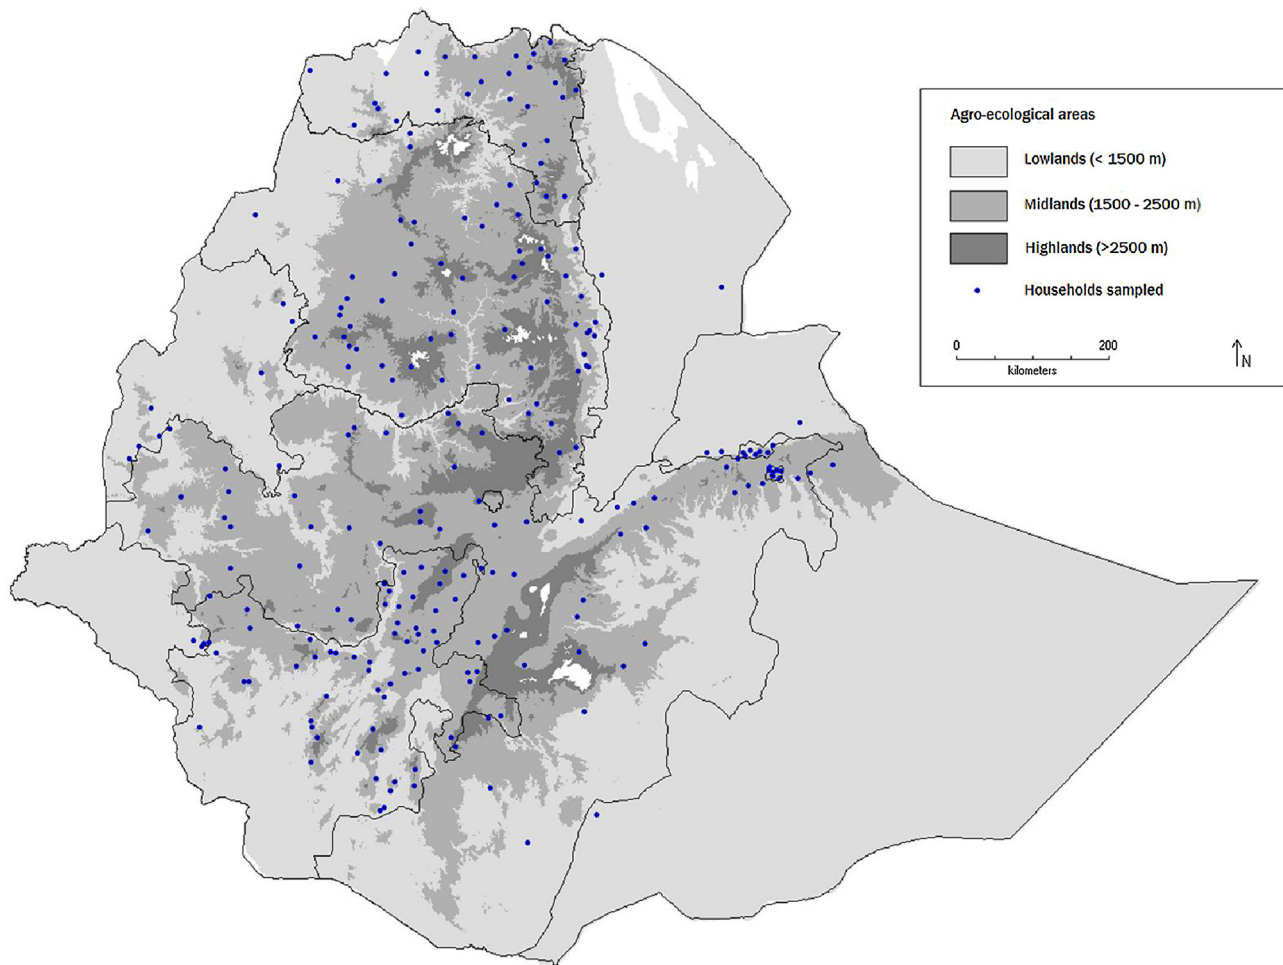 Agro-ecological areas
Lowlands (< 1500 m)
Midlands (1500 - 2500 m)
Highlands (>2500 m)
Households sampled
0 200
kilometers
N